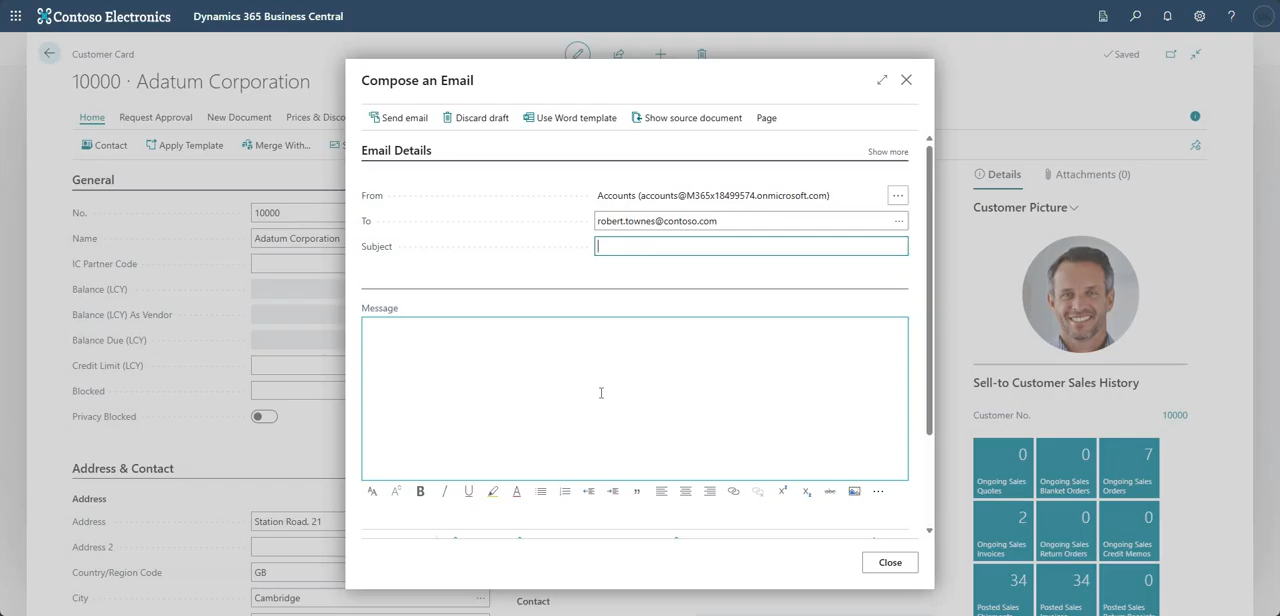 Contoso Electronics
Dynamics 365 Business Central
Customer Card
Saved
10000 · Adatum Corporation
Home Request Approval New Document Prices & Disco
Contact Apply Template Merge With...
General
No. 10000
Name Adatum Corporation
IC Partner Code
Balance (LCY)
Balance (LCY) As Vendor
Balance Due (LCY)
Credit Limit (LCY)
Blocked
Privacy Blocked
Address & Contact
Address
Address Station Road, 21
Address 2
Country/Region Code GB
City Cambridge
Contact
Compose an Email
Send email Discard draft Use Word template Show source document Page
Email Details Show more
From Accounts (accounts@M365x18499574.onmicrosoft.com)
To robert.townes@contoso.com
Subject
Message
Close
Details Attachments (0)
Customer Picture
Sell-to Customer Sales History
Customer No. 10000
0 Ongoing Sales Quotes
0 Ongoing Sales Blanket Orders
7 Ongoing Sales Orders
2 Ongoing Sales Invoices
0 Ongoing Sales Return Orders
0 Ongoing Sales Credit Memos
34 Posted Sales
34 Posted Sales
0 Posted Sales